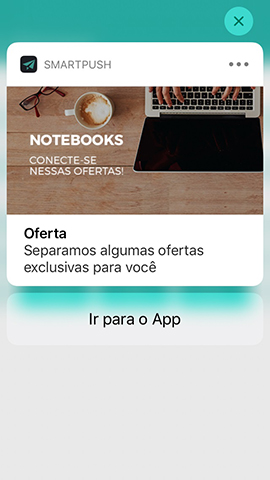 SMARTPUSH
NOTEBOOKS
CONECTE-SE
NESSAS OFERTAS!
Oferta
Separamos algumas ofertas
exclusivas para você
Ir para o App